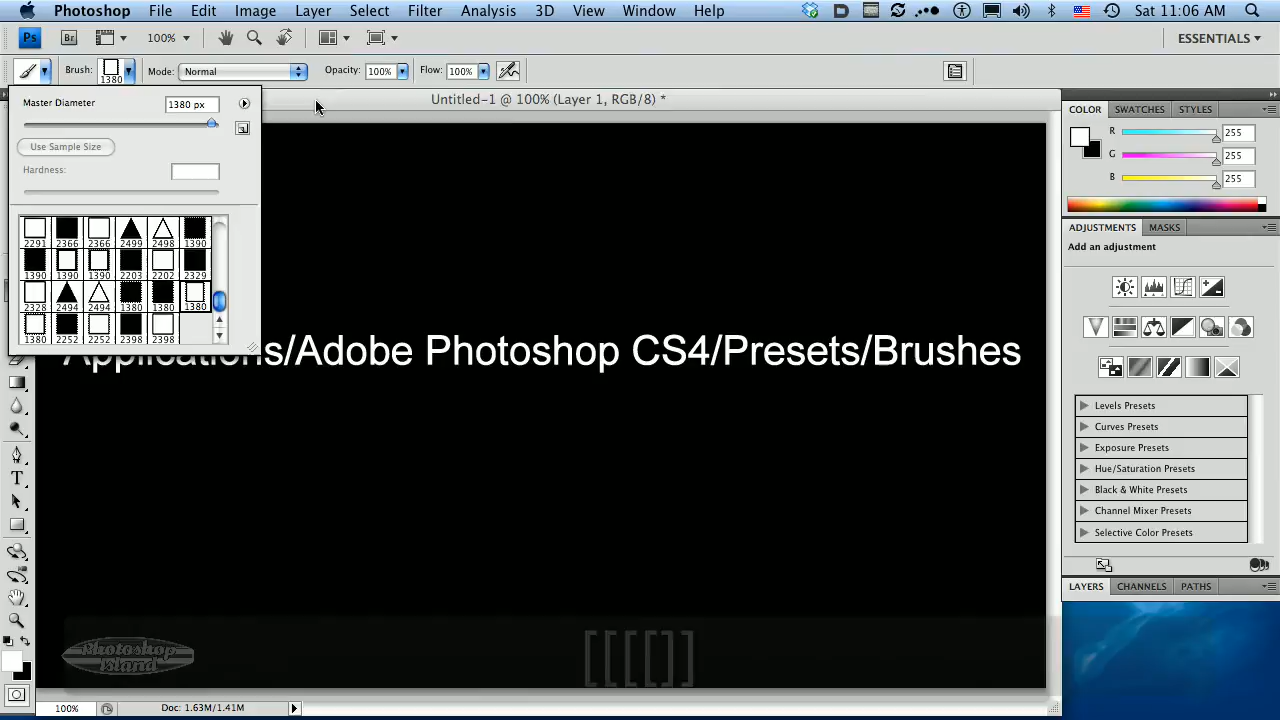 Photoshop File Edit Image Layer Select Filter Analysis 3D View Window Help Sat 11:06 AM
Ps Br 100% ESSENTIALS
Brush: 1380 Mode: Normal Opacity: 100% Flow: 100%
Untitled-1 @ 100% (Layer 1, RGB/8) *
Master Diameter 1380 px
Use Sample Size
Hardness:
2291 2366 2366 2499 2498 1390
1390 1390 1390 2203 2202 2329
2328 2494 2494 1380 1380 1380
1380 2252 2252 2398 2398
Applications/Adobe Photoshop CS4/Presets/Brushes
COLOR SWATCHES STYLES
R 255
G 255
B 255
ADJUSTMENTS MASKS
Add an adjustment
Levels Presets
Curves Presets
Exposure Presets
Hue/Saturation Presets
Black & White Presets
Channel Mixer Presets
Selective Color Presets
LAYERS CHANNELS PATHS
Photoshop
Island
[[[[]]
100% Doc: 1.63M/1.41M